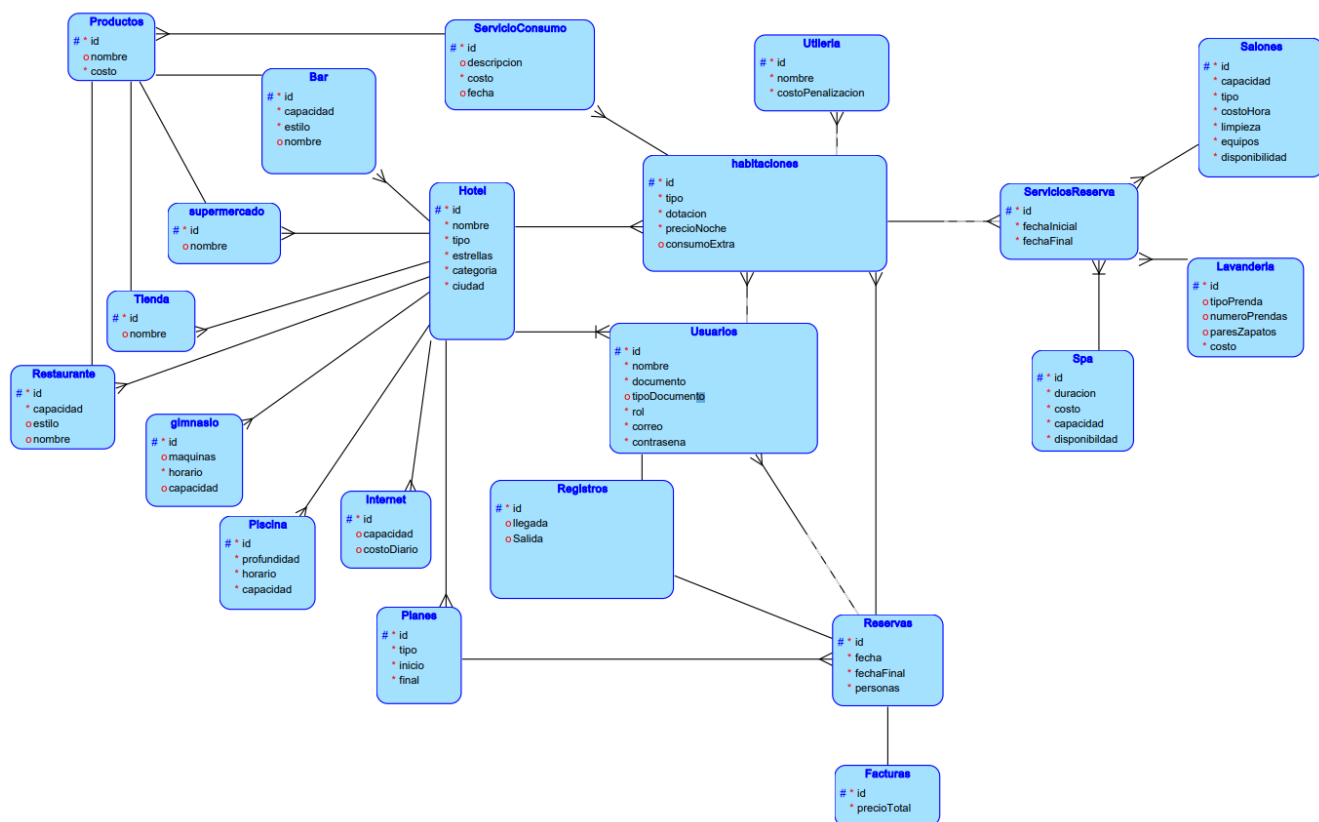 Productos
# * id
o nombre
* costo
ServicioConsumo
# * id
o descripcion
* costo
o fecha
Utileria
# * id
* nombre
* costoPenalizacion
Salones
# * id
* capacidad
* tipo
* costoHora
* limpieza
* equipos
* disponibilidad
Bar
# * id
* capacidad
* estilo
o nombre
habitaciones
# * id
* tipo
* dotacion
* precioNoche
o consumoExtra
Hotel
# * id
* nombre
* tipo
* estrellas
* categoria
* ciudad
ServiciosReserva
# * id
* fechaInicial
* fechaFinal
supermercado
# * id
o nombre
Lavanderia
# * id
o tipoPrenda
o numeroPrendas
o paresZapatos
* costo
Tienda
# * id
o nombre
Usuarios
# * id
* nombre
* documento
o tipoDocumento
* rol
* correo
* contrasena
Spa
# * id
* duracion
* costo
* capacidad
* disponibildad
Restaurante
# * id
* capacidad
o estilo
o nombre
gimnasio
# * id
o maquinas
* horario
o capacidad
Registros
# * id
o llegada
o Salida
Internet
# * id
o capacidad
o costoDiario
Piscina
# * id
* profundidad
* horario
* capacidad
Planes
# * id
* tipo
* inicio
* final
Reservas
# * id
* fecha
* fechaFinal
* personas
Facturas
# * id
* precioTotal